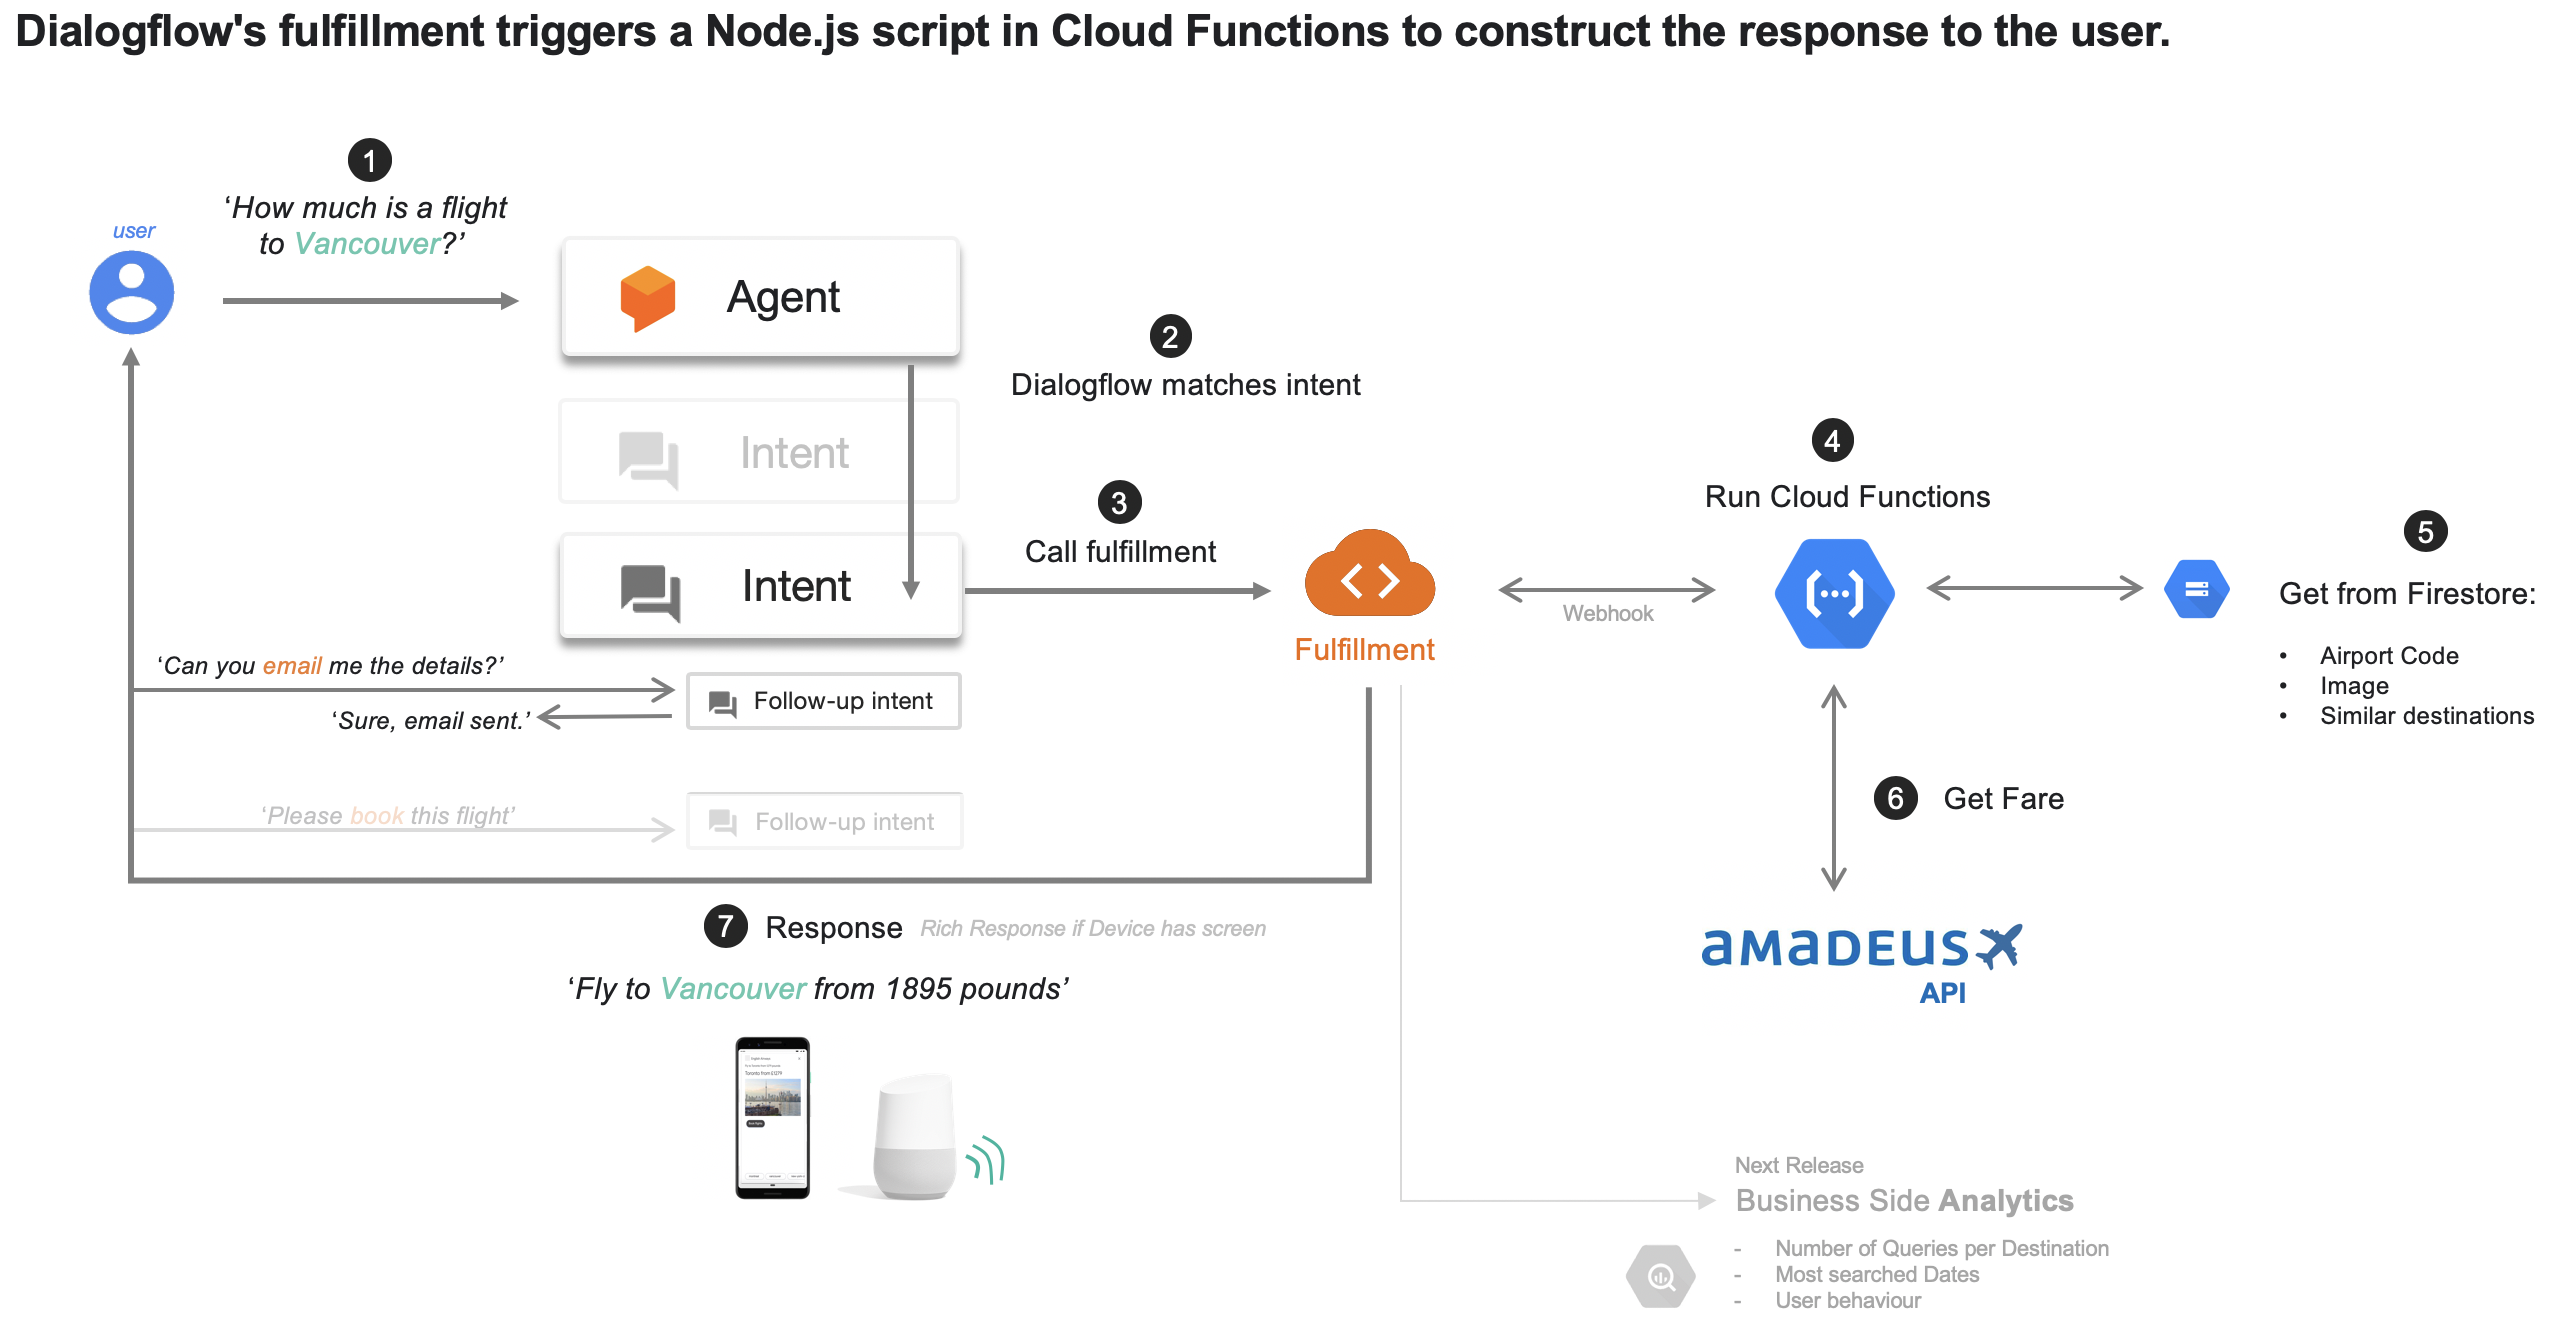 Dialogflow's fulfillment triggers a Node.js script in Cloud Functions to construct the response to the user.
1
‘How much is a flight
to Vancouver?’
user
Agent
2
Dialogflow matches intent
Intent
3
Call fulfillment
Intent
Fulfillment
Webhook
4
Run Cloud Functions
5
Get from Firestore:
• Airport Code
• Image
• Similar destinations
‘Can you email me the details?’
Follow-up intent
‘Sure, email sent.’
‘Please book this flight’
Follow-up intent
6 Get Fare
aMaDEUS
API
7 Response Rich Response if Device has screen
‘Fly to Vancouver from 1895 pounds’
Toronto from £1279
Next Release
Business Side Analytics
- Number of Queries per Destination
- Most searched Dates
- User behaviour